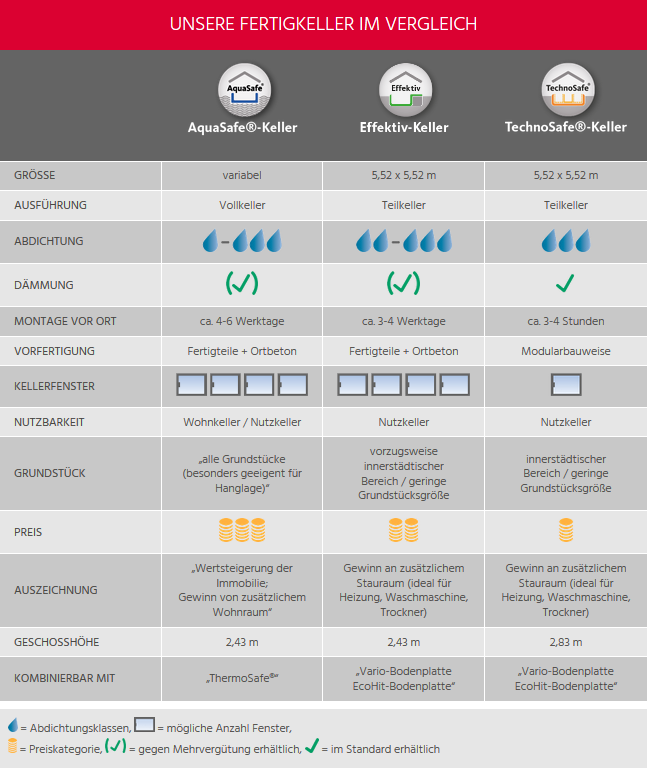 UNSERE FERTIGKELLER IM VERGLEICH
AquaSafe® Effektiv TechnoSafe®
AquaSafe®-Keller Effektiv-Keller TechnoSafe®-Keller
GRÖSSE variabel 5,52 x 5,52 m 5,52 x 5,52 m
AUSFÜHRUNG Vollkeller Teilkeller Teilkeller
ABDICHTUNG – –
DÄMMUNG (✓) (✓) ✓
MONTAGE VOR ORT ca. 4-6 Werktage ca. 3-4 Werktage ca. 3-4 Stunden
VORFERTIGUNG Fertigteile + Ortbeton Fertigteile + Ortbeton Modularbauweise
KELLERFENSTER
NUTZBARKEIT Wohnkeller / Nutzkeller Nutzkeller Nutzkeller
GRUNDSTÜCK
„alle Grundstücke
(besonders geeigent für
Hanglage)“
vorzugsweise
innerstädtischer
Bereich / geringe
Grundstücksgröße
innerstädtischer
Bereich / geringe
Grundstücksgröße
PREIS
AUSZEICHNUNG
„Wertsteigerung der
Immobilie;
Gewinn von zusätzlichem
Wohnraum“
Gewinn an zusätzlichem
Stauraum (ideal für
Heizung, Waschmaschine,
Trockner)
Gewinn an zusätzlichem
Stauraum (ideal für
Heizung, Waschmaschine,
Trockner)
GESCHOSSHÖHE 2,43 m 2,43 m 2,83 m
KOMBINIERBAR MIT
„ThermoSafe®“
„Vario-Bodenplatte
EcoHit-Bodenplatte“
„Vario-Bodenplatte
EcoHit-Bodenplatte“
= Abdichtungsklassen, = mögliche Anzahl Fenster,
= Preiskategorie, (✓) = gegen Mehrvergütung erhältlich, ✓ = im Standard erhältlich